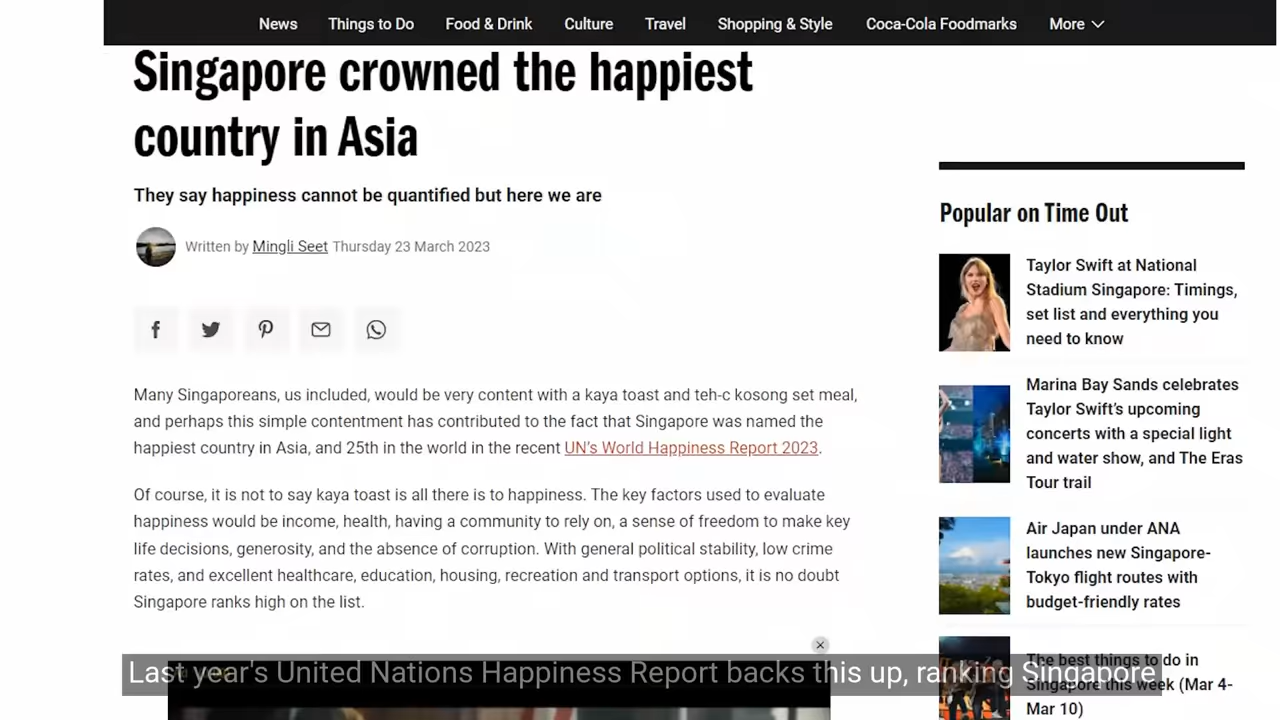 News Things to Do Food & Drink Culture Travel Shopping & Style Coca-Cola Foodmarks More
Singapore crowned the happiest
country in Asia
They say happiness cannot be quantified but here we are
Written by Mingli Seet Thursday 23 March 2023
Many Singaporeans, us included, would be very content with a kaya toast and teh-c kosong set meal,
and perhaps this simple contentment has contributed to the fact that Singapore was named the
happiest country in Asia, and 25th in the world in the recent UN's World Happiness Report 2023.
Of course, it is not to say kaya toast is all there is to happiness. The key factors used to evaluate
happiness would be income, health, having a community to rely on, a sense of freedom to make key
life decisions, generosity, and the absence of corruption. With general political stability, low crime
rates, and excellent healthcare, education, housing, recreation and transport options, it is no doubt
Singapore ranks high on the list.
Popular on Time Out
Taylor Swift at National
Stadium Singapore: Timings,
set list and everything you
need to know
Marina Bay Sands celebrates
Taylor Swift's upcoming
concerts with a special light
and water show, and The Eras
Tour trail
Air Japan under ANA
launches new Singapore-
Tokyo flight routes with
budget-friendly rates
The best things to do in
Singapore this week (Mar 4-
Mar 10)
Last year's United Nations Happiness Report backs this up, ranking Singapore